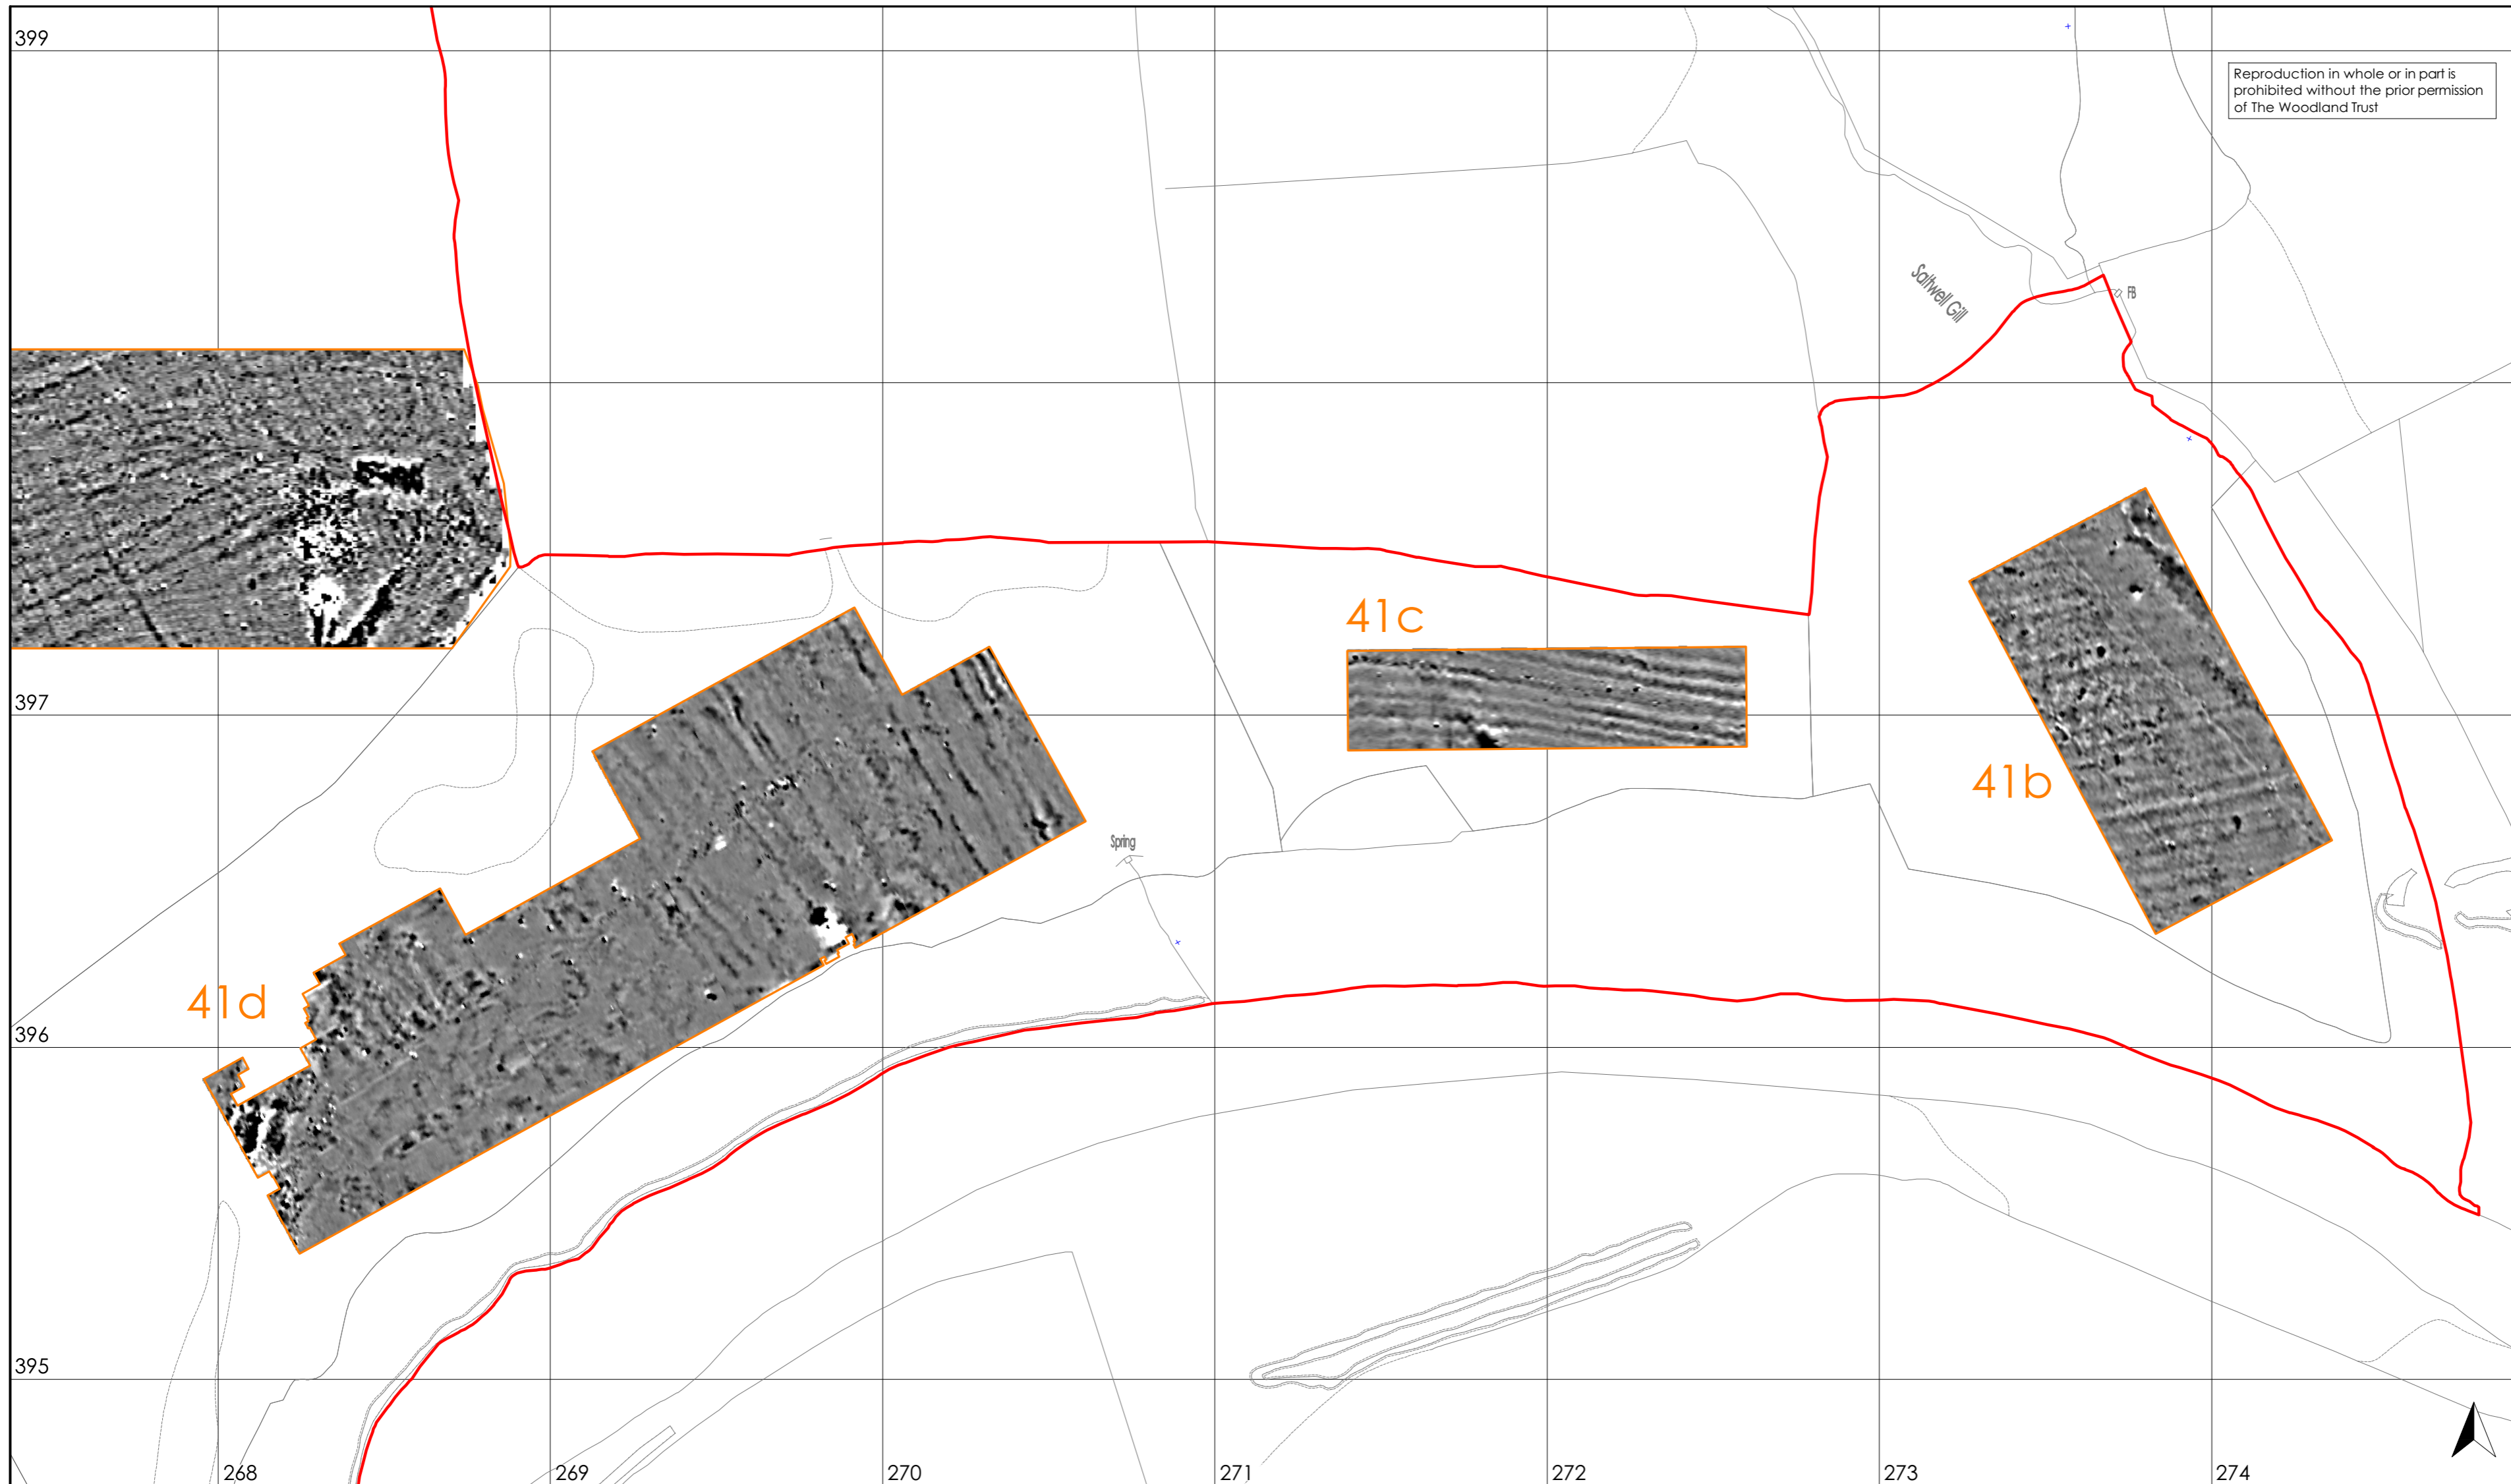 399
Reproduction in whole or in part is
prohibited without the prior permission
of The Woodland Trust
Saltwell Gill
FB
41c
397
41b
Spring
41d
396
395
268
269
270
271
272
273
274